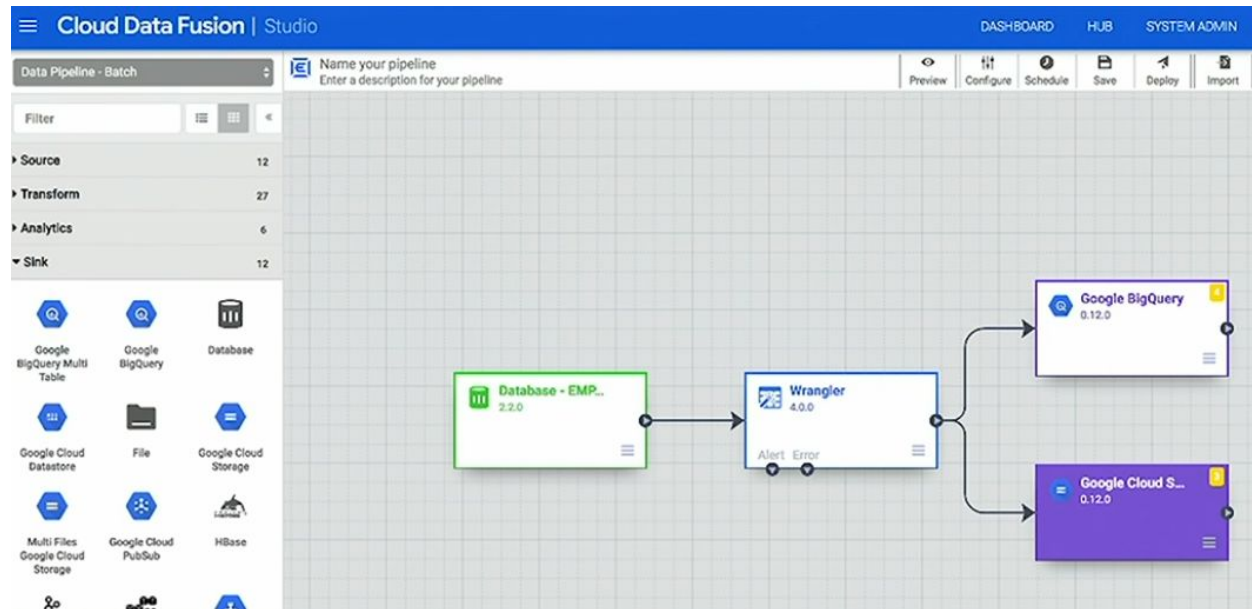 Cloud Data Fusion | Studio
DASHBOARD
HUB
SYSTEM ADMIN
Data Pipeline - Batch
Name your pipeline
Enter a description for your pipeline
Preview
Configure
Schedule
Save
Deploy
Import
Filter
Source 12
Transform 27
Analytics 6
Sink 12
Google
BigQuery Multi
Table
Google
BigQuery
Database
Google Cloud
Datastore
File
Google Cloud
Storage
Multi Files
Google Cloud
Storage
Google Cloud
PubSub
HBase
Database - EMP...
2.2.0
Wrangler
4.0.0
Alert Error
Google BigQuery
0.12.0
4
Google Cloud S...
0.12.0
3